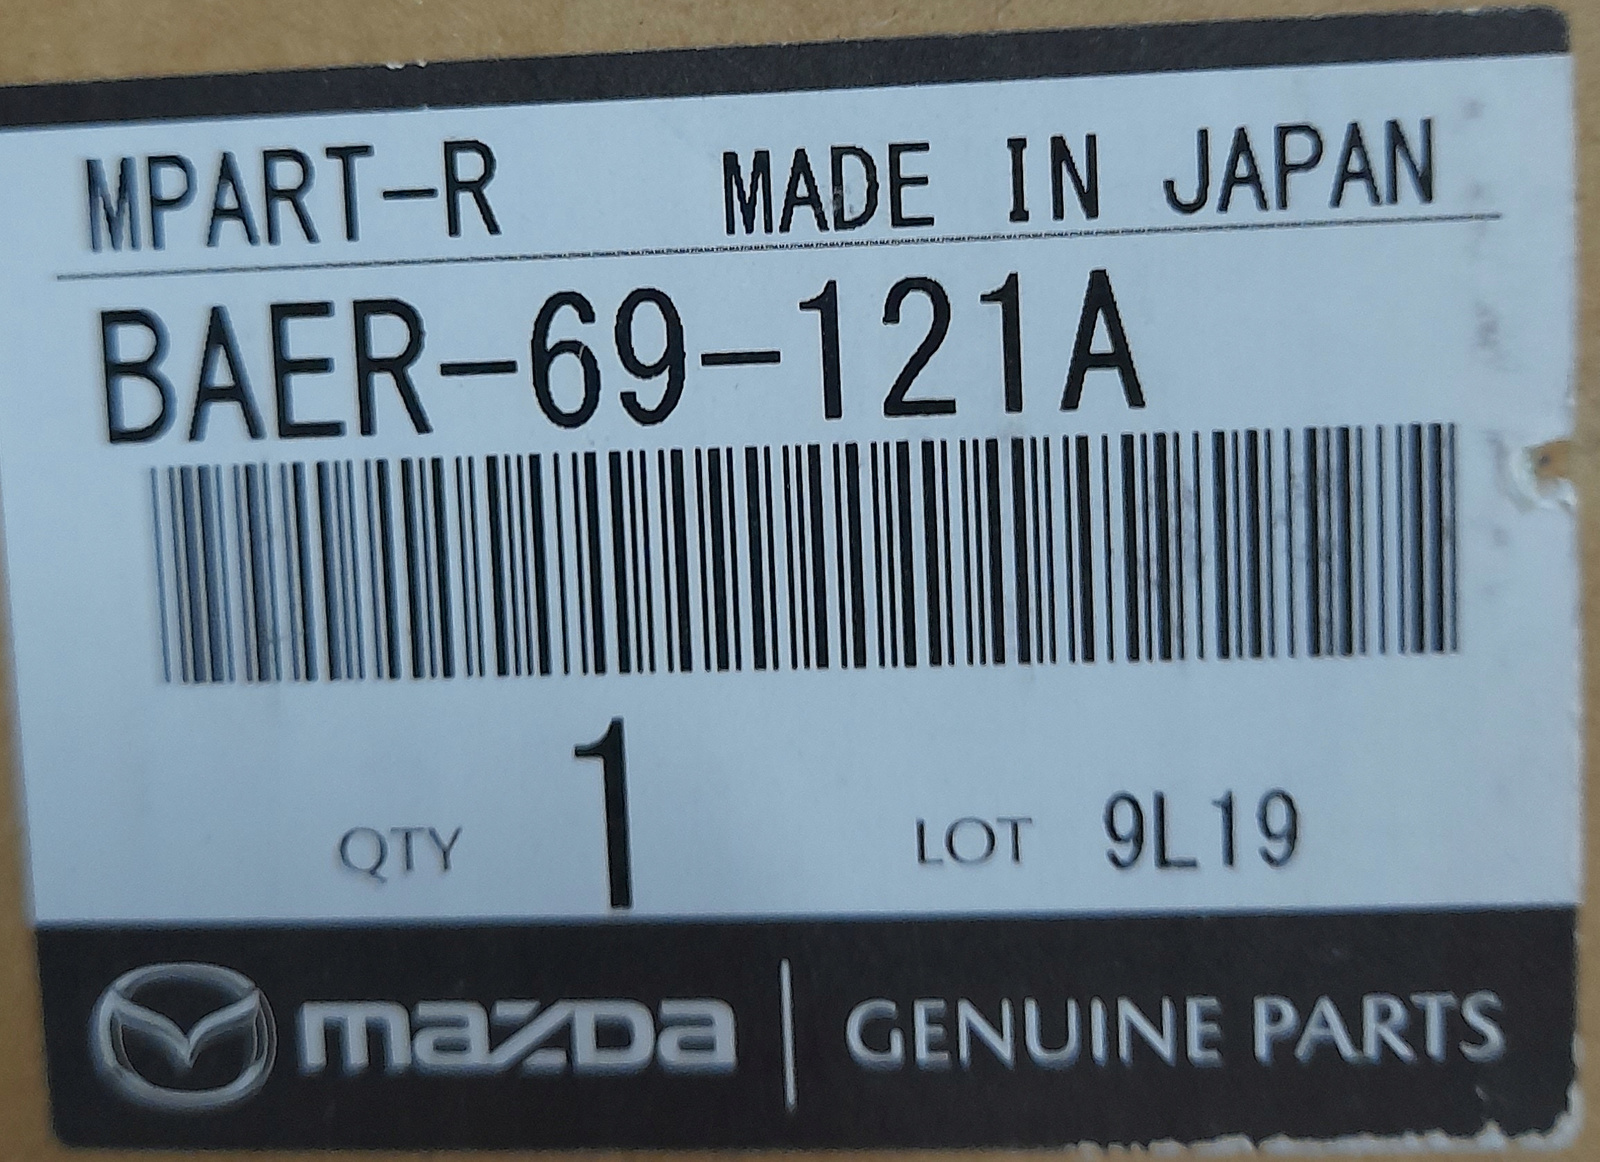 MPART-R MADE IN JAPAN
BAER-69-121A
QTY 1 LOT 9L19
mazda GENUINE PARTS